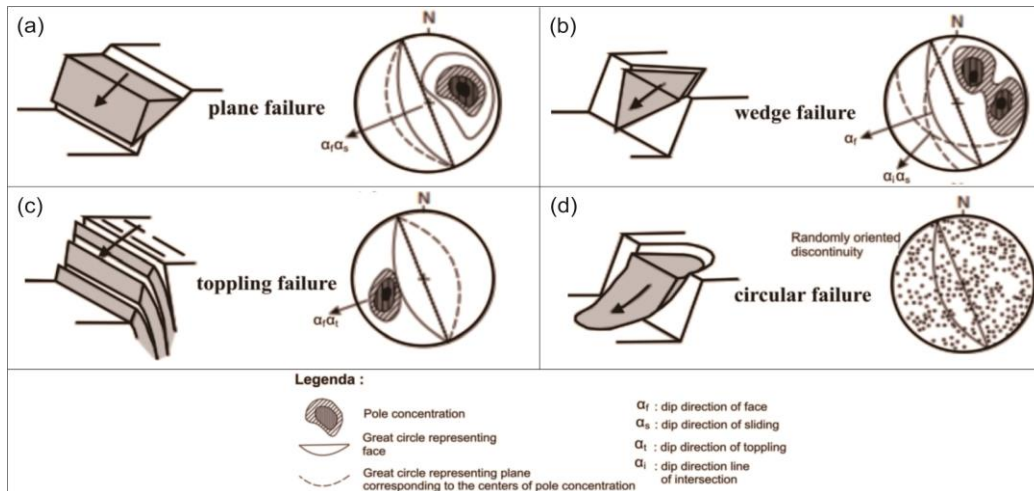 (a)
N
plane failure
αfαs
(b)
N
wedge failure
αf
αiαs
(c)
N
toppling failure
αfαt
(d)
N
Randomly oriented
discontinuity
circular failure
Legenda :
Pole concentration
Great circle representing
face
Great circle representing plane
corresponding to the centers of pole concentration
αf : dip direction of face
αs : dip direction of sliding
αt : dip direction of toppling
αi : dip direction line
of intersection